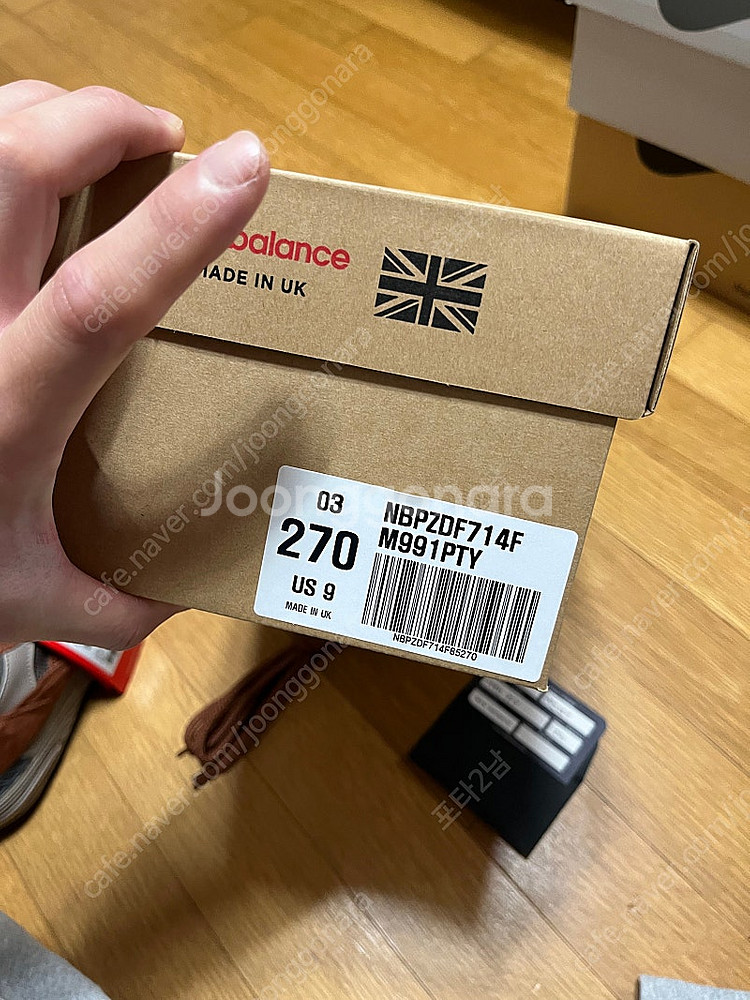 balance
MADE IN UK
03
270
US 9
MADE IN UK
NBPZDF714F
M991PTY
NBPZDF714F85270
Joonggonara
cafe.naver.com/joonggonara
포타2남